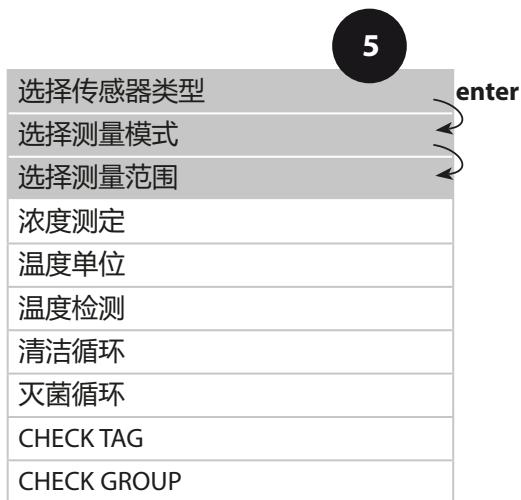 5
选择传感器类型 enter
选择测量模式
选择测量范围
浓度测定
温度单位
温度检测
清洁循环
灭菌循环
CHECK TAG
CHECK GROUP